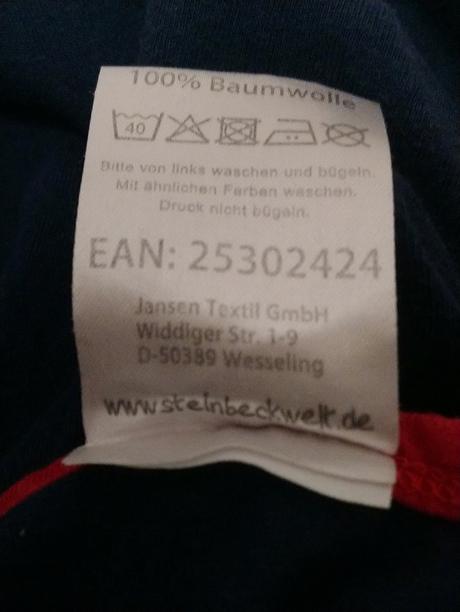 100% Baumwolle
40
Bitte von links waschen und bügeln.
Mit ähnlichen Farben waschen.
Druck nicht bügeln.
EAN: 25302424
Jansen Textil GmbH
Widdiger Str. 1-9
D-50389 Wesseling
www.steinbeckwelt.de